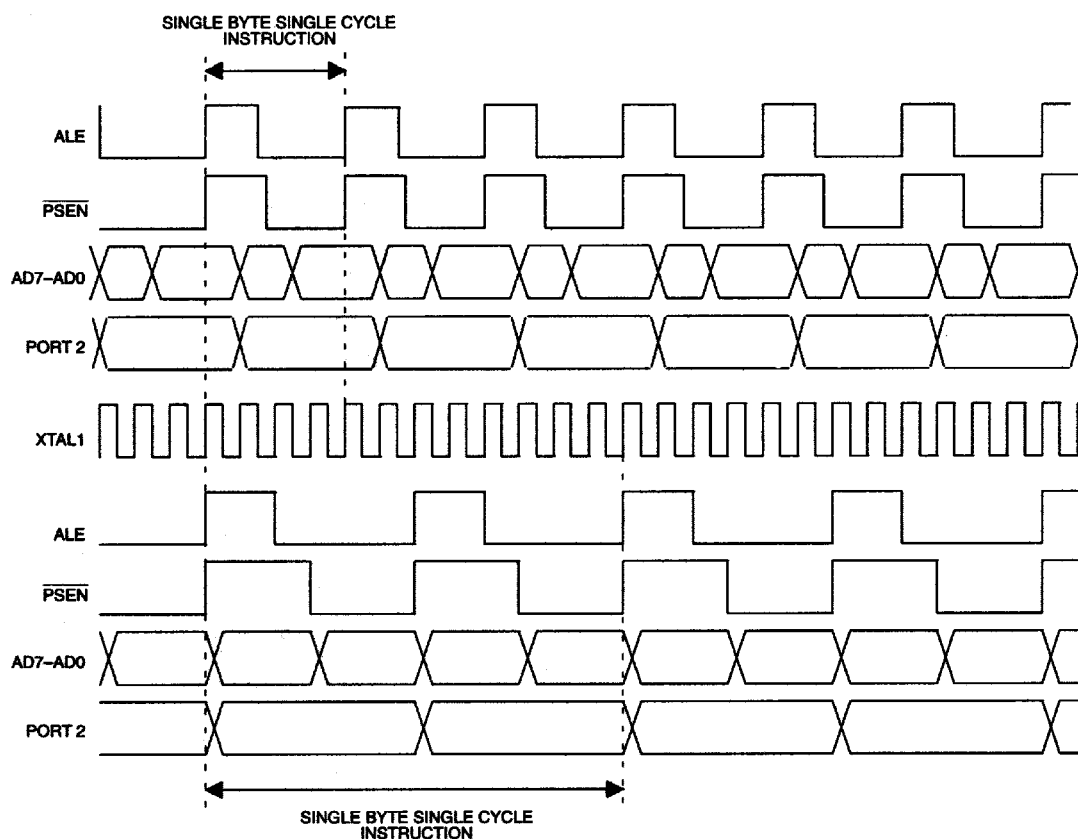 SINGLE BYTE SINGLE CYCLE
INSTRUCTION
ALE
PSEN
AD7–AD0
PORT 2
XTAL1
ALE
PSEN
AD7–AD0
PORT 2
SINGLE BYTE SINGLE CYCLE
INSTRUCTION